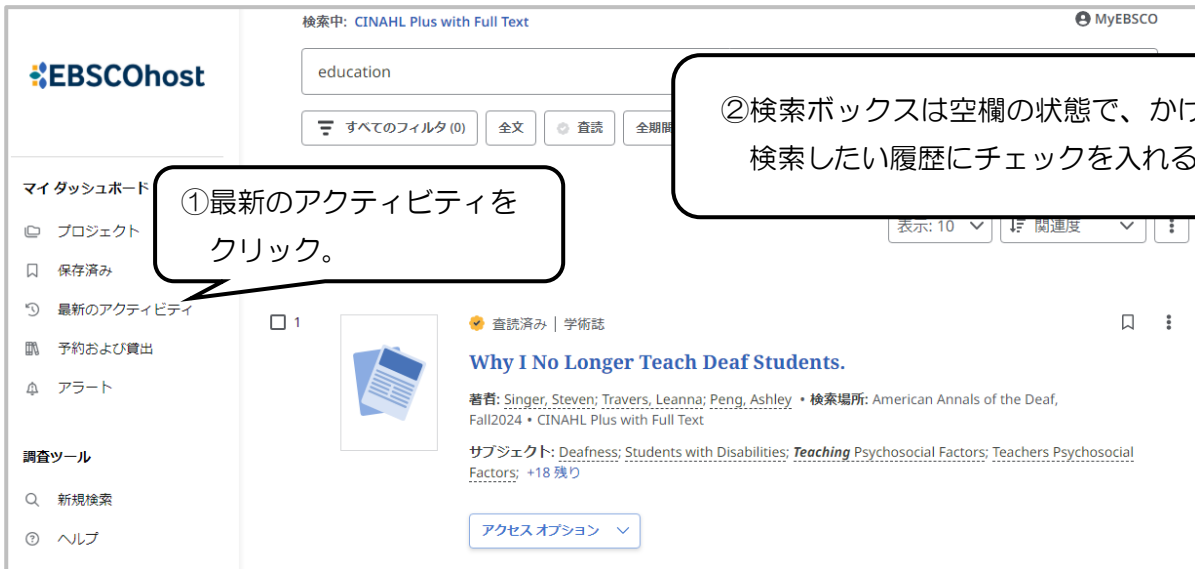 検索中: CINAHL Plus with Full Text
MyEBSCO
EBSCOhost
education
すべてのフィルタ (0)
全文
査読
全期間
②検索ボックスは空欄の状態で、かけ
検索したい履歴にチェックを入れる
マイ ダッシュボード
①最新のアクティビティを
クリック。
プロジェクト
保存済み
最新のアクティビティ
予約および貸出
アラート
調査ツール
新規検索
ヘルプ
表示: 10
関連度
1
査読済み | 学術誌
Why I No Longer Teach Deaf Students.
著者: Singer, Steven; Travers, Leanna; Peng, Ashley • 検索場所: American Annals of the Deaf,
Fall2024 • CINAHL Plus with Full Text
サブジェクト: Deafness; Students with Disabilities; Teaching Psychosocial Factors; Teachers Psychosocial
Factors; +18 残り
アクセス オプション